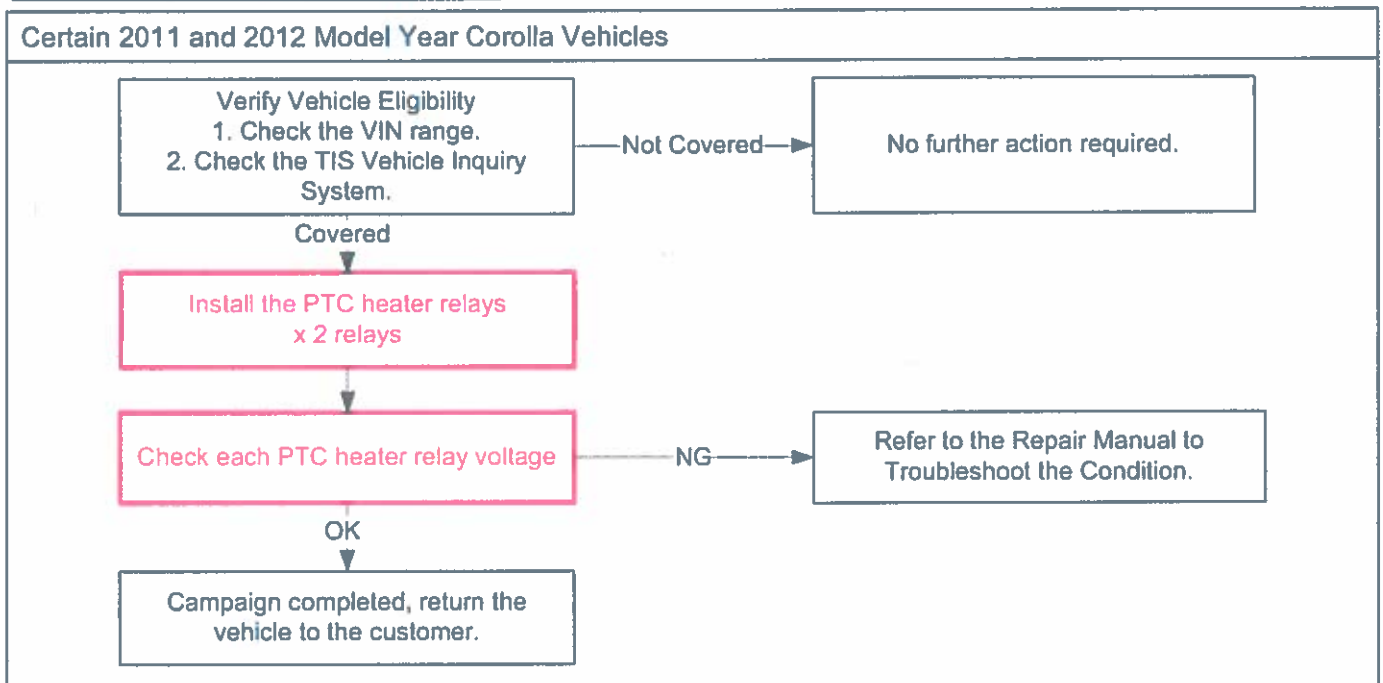 Certain 2011 and 2012 Model Year Corolla Vehicles
Verify Vehicle Eligibility
1. Check the VIN range.
2. Check the TIS Vehicle Inquiry
System.
Not Covered
No further action required.
Covered
Install the PTC heater relays
x 2 relays
Check each PTC heater relay voltage
NG
Refer to the Repair Manual to
Troubleshoot the Condition.
OK
Campaign completed, return the
vehicle to the customer.